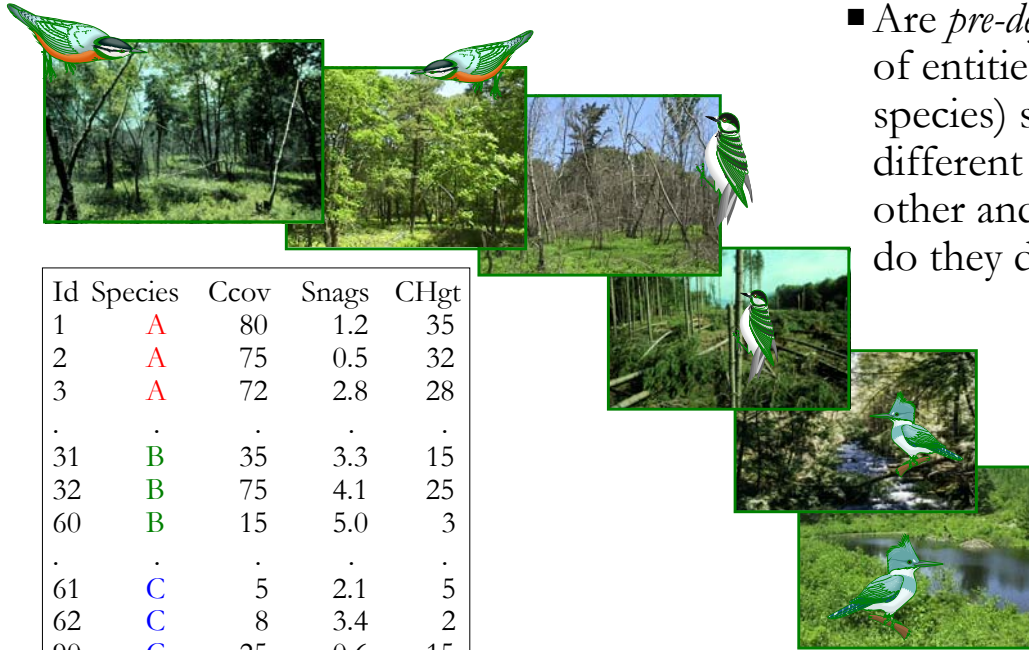 ■ Are
of
species)
different
other
do they
Id Species Ccov Snags CHgt
1 A 80 1.2 35
2 A 75 0.5 32
3 A 72 2.8 28
. . . . .
31 B 35 3.3 15
32 B 75 4.1 25
60 B 15 5.0 3
. . . . .
61 C 5 2.1 5
62 C 8 3.4 2